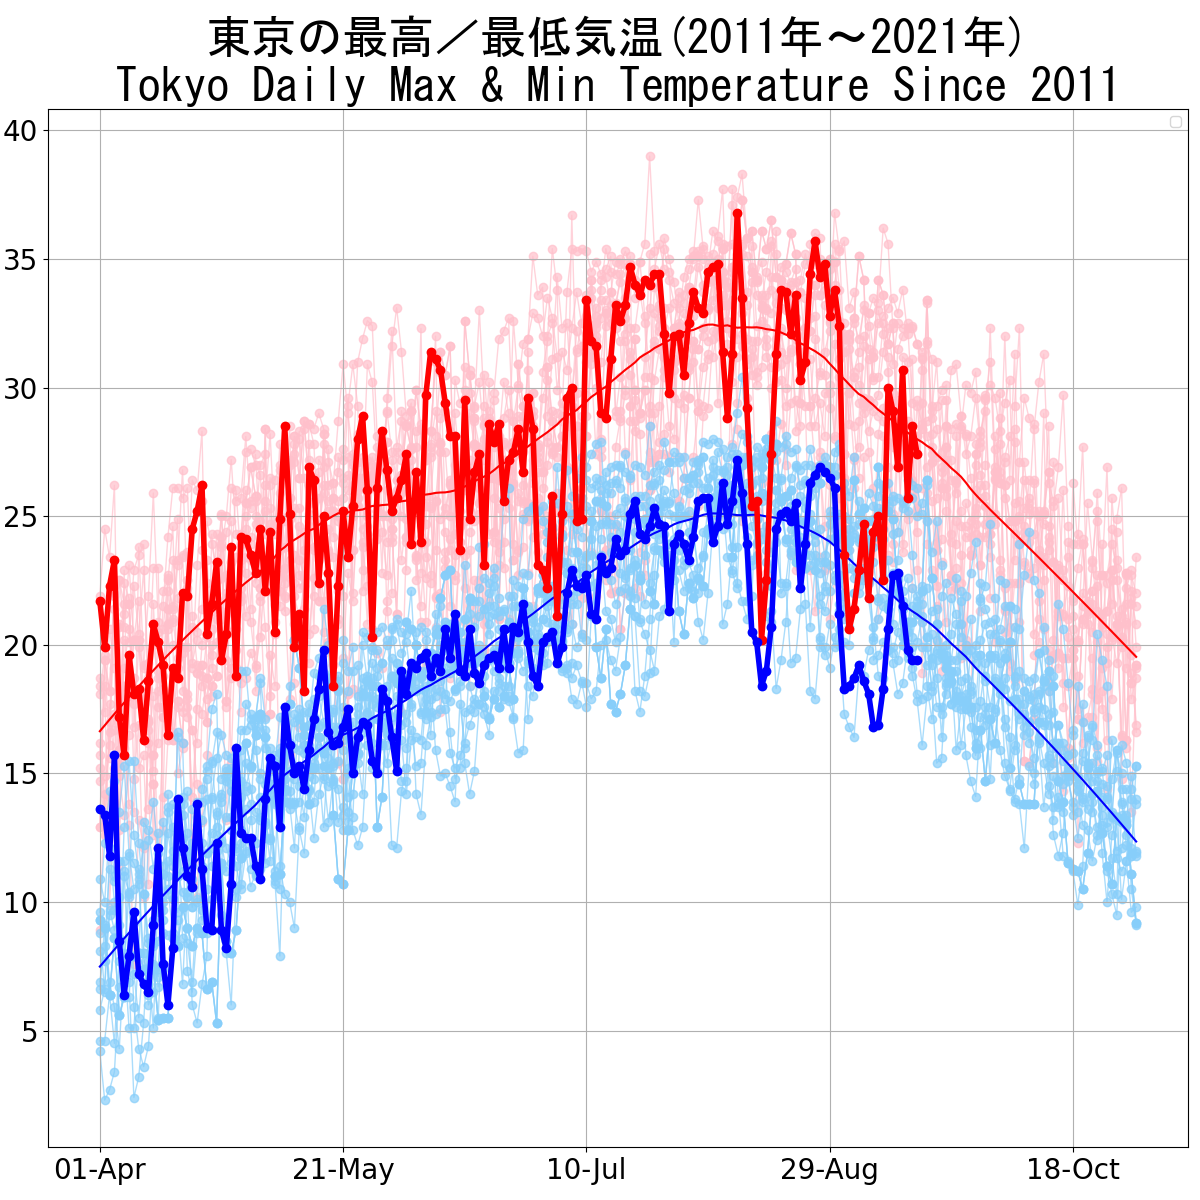 東京の最高／最低気温(2011年～2021年)
Tokyo Daily Max & Min Temperature Since 2011
40
35
30
25
20
15
10
5
01-Apr 21-May 10-Jul 29-Aug 18-Oct